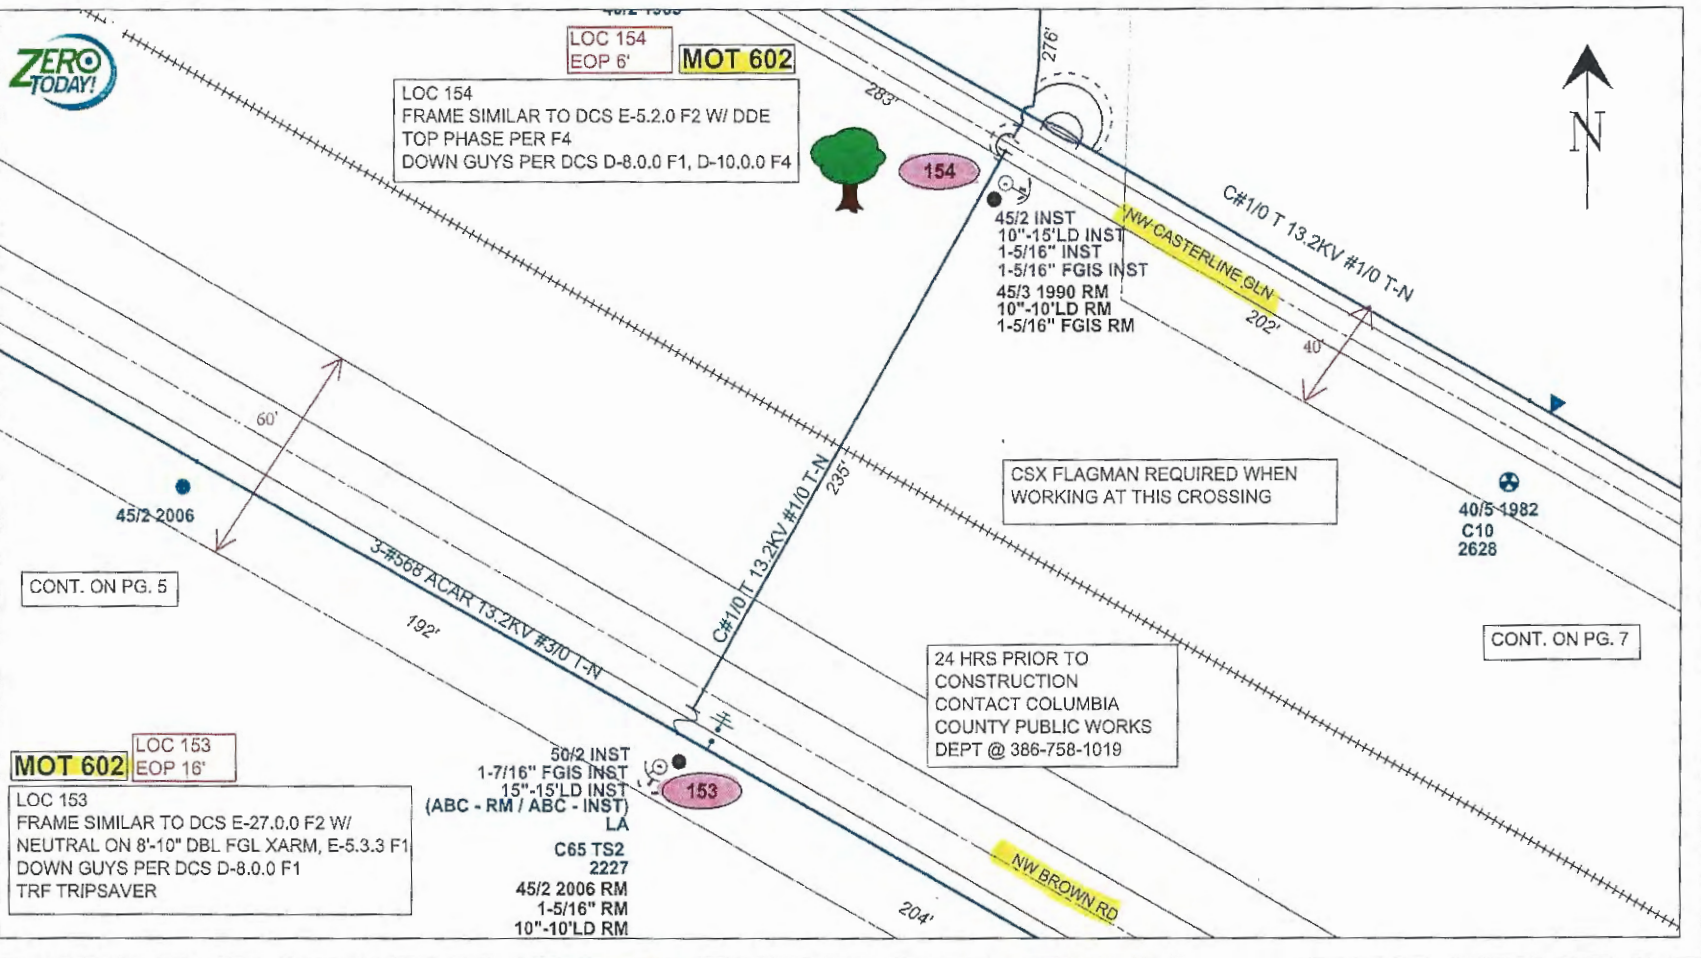 45/2 1985
LOC 154
EOP 6'
MOT 602
ZERO
TODAY!
LOC 154
FRAME SIMILAR TO DCS E-5.2.0 F2 W/ DDE
TOP PHASE PER F4
DOWN GUYS PER DCS D-8.0.0 F1, D-10.0.0 F4
276'
283'
N
154
45/2 INST
10"-15'LD INST
1-5/16" INST
1-5/16" FGIS INST
45/3 1990 RM
10"-10'LD RM
1-5/16" FGIS RM
NW CASTERLINE GLN
C#1/0 T 13.2KV #1/0 T-N
202'
40'
60'
45/2 2006
CONT. ON PG. 5
3-#568 ACAR 13.2KV #3/0 T-N
192'
C#1/0 T 13.2KV #1/0 T-N
235'
CSX FLAGMAN REQUIRED WHEN
WORKING AT THIS CROSSING
40/5 1982
C10
2628
CONT. ON PG. 7
24 HRS PRIOR TO
CONSTRUCTION
CONTACT COLUMBIA
COUNTY PUBLIC WORKS
DEPT @ 386-758-1019
MOT 602
LOC 153
EOP 16'
LOC 153
FRAME SIMILAR TO DCS E-27.0.0 F2 W/
NEUTRAL ON 8'-10" DBL FGL XARM, E-5.3.3 F1
DOWN GUYS PER DCS D-8.0.0 F1
TRF TRIPSAVER
50/2 INST
1-7/16" FGIS INST
15"-15'LD INST
(ABC - RM / ABC - INST)
LA
C65 TS2
2227
45/2 2006 RM
1-5/16" RM
10"-10'LD RM
153
NW BROWN RD
204'